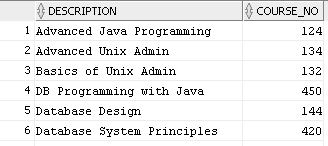 DESCRIPTION COURSE_NO
1 Advanced Java Programming 124
2 Advanced Unix Admin 134
3 Basics of Unix Admin 132
4 DB Programming with Java 450
5 Database Design 144
6 Database System Principles 420